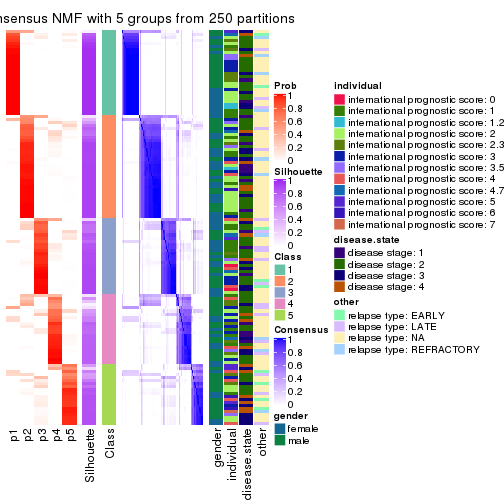 nsensus NMF with 5 groups from 250 partitions
p1
p2
p3
p4
p5
Silhouette
Class
gender
individual
disease.state
other
Prob
1
0.8
0.6
0.4
0.2
0
Silhouette
1
0.8
0.6
0.4
0.2
0
Class
1
2
3
4
5
Consensus
1
0.8
0.6
0.4
0.2
0
gender
female
male
individual
international prognostic score: 0
international prognostic score: 1
international prognostic score: 1.2
international prognostic score: 2
international prognostic score: 2.3
international prognostic score: 3
international prognostic score: 3.5
international prognostic score: 4
international prognostic score: 4.7
international prognostic score: 5
international prognostic score: 6
international prognostic score: 7
disease.state
disease stage: 1
disease stage: 2
disease stage: 3
disease stage: 4
other
relapse type: EARLY
relapse type: LATE
relapse type: NA
relapse type: REFRACTORY